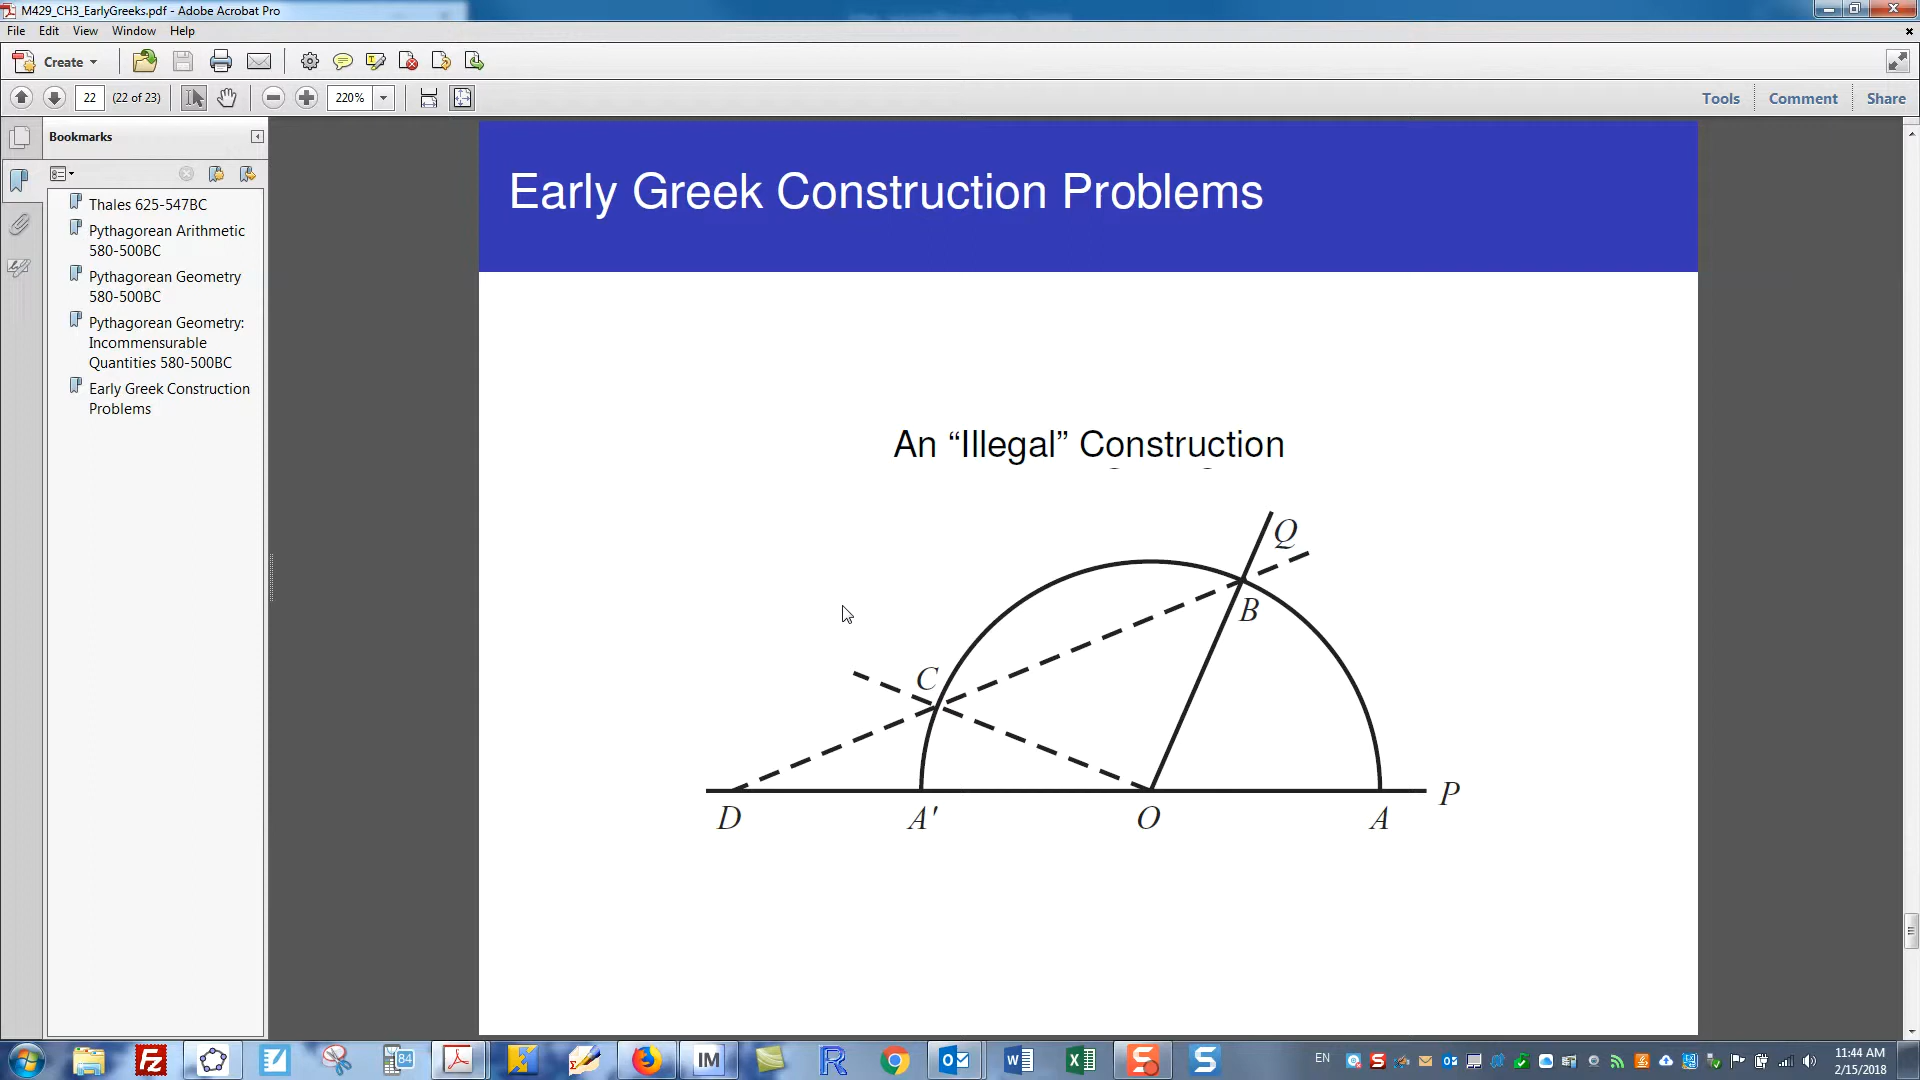 M429_CH3_EarlyGreeks.pdf - Adobe Acrobat Pro
File Edit View Window Help
Create
22 (22 of 23) 220% Tools Comment Share
Bookmarks
Thales 625-547BC
Pythagorean Arithmetic
580-500BC
Pythagorean Geometry
580-500BC
Pythagorean Geometry:
Incommensurable
Quantities 580-500BC
Early Greek Construction
Problems
Early Greek Construction Problems
An “Illegal” Construction
Q
B
C
P
D A′ O A
84 IM EN
11:44 AM
2/15/2018